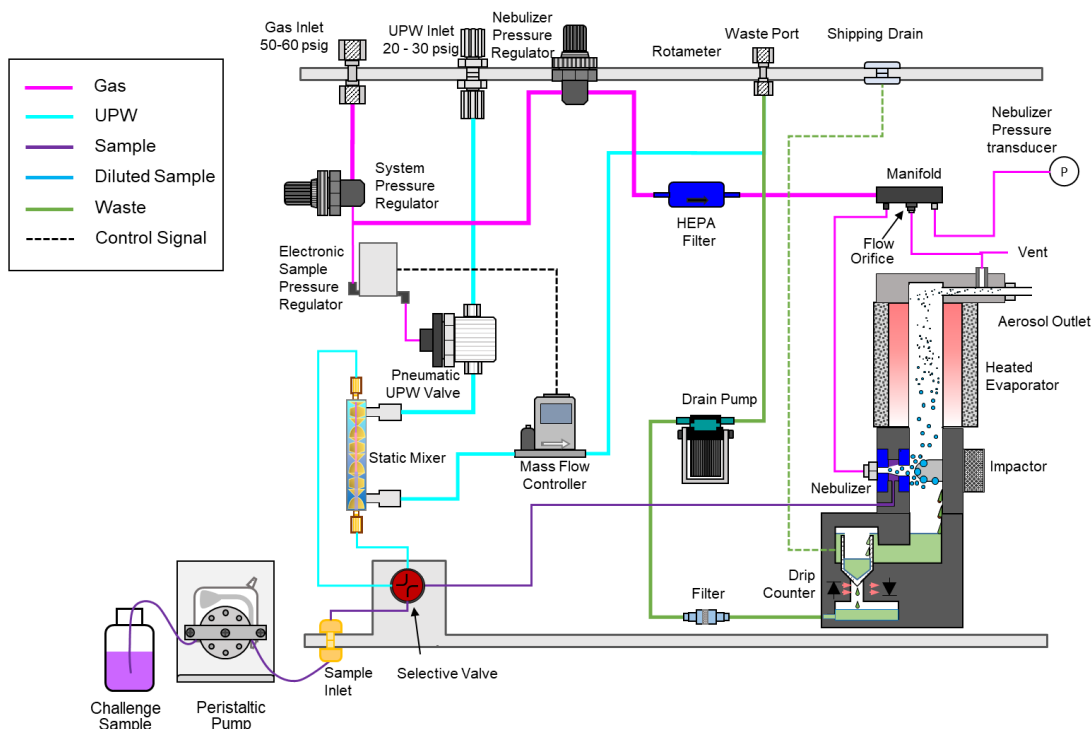 Gas Inlet
50-60 psig
UPW Inlet
20 - 30 psig
Nebulizer
Pressure
Regulator
Rotameter
Waste Port
Shipping Drain
Gas
UPW
Sample
Diluted Sample
Waste
Control Signal
System
Pressure
Regulator
Nebulizer
Pressure
transducer
P
Manifold
HEPA
Filter
Flow
Orifice
Vent
Electronic
Sample
Pressure
Regulator
Aerosol Outlet
Pneumatic
UPW Valve
Heated
Evaporator
Drain Pump
Static Mixer
Mass Flow
Controller
Nebulizer
Impactor
Drip
Counter
Filter
Sample
Inlet
Selective Valve
Challenge
Sample
Peristaltic
Pump